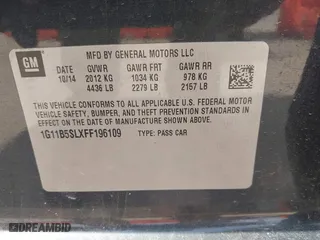 GM
MFD BY GENERAL MOTORS LLC
10/14 GVWR GAWR FRT GAWR RR
2012 KG 1034 KG 978 KG
4436 LB 2279 LB 2157 LB
THIS VEHICLE CONFORMS TO ALL APPLICABLE U.S. FEDERAL MOTOR
VEHICLE SAFETY, BUMPER, AND THEFT PREVENTION STANDARDS IN
EFFECT ON THE DATE OF MANUFACTURE SHOWN ABOVE.
1G11B5SLXFF196109 TYPE: PASS CAR
© DEALERSHIP AUCTIONS